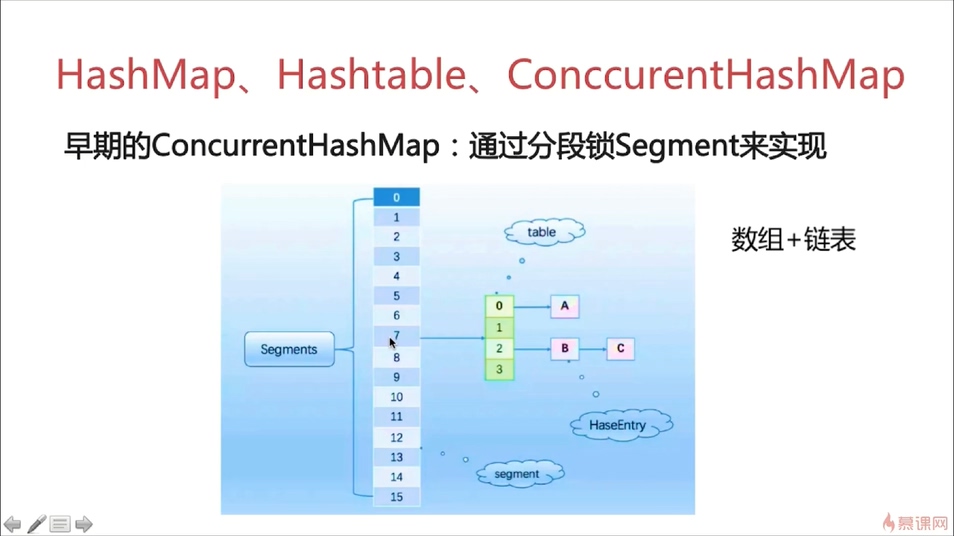 HashMap、Hashtable、ConccurentHashMap
早期的ConcurrentHashMap：通过分段锁Segment来实现
数组+链表
Segments
0
1
2
3
4
5
6
7
8
9
10
11
12
13
14
15
table
0
1
2
3
A
B
C
HaseEntry
segment
慕课网